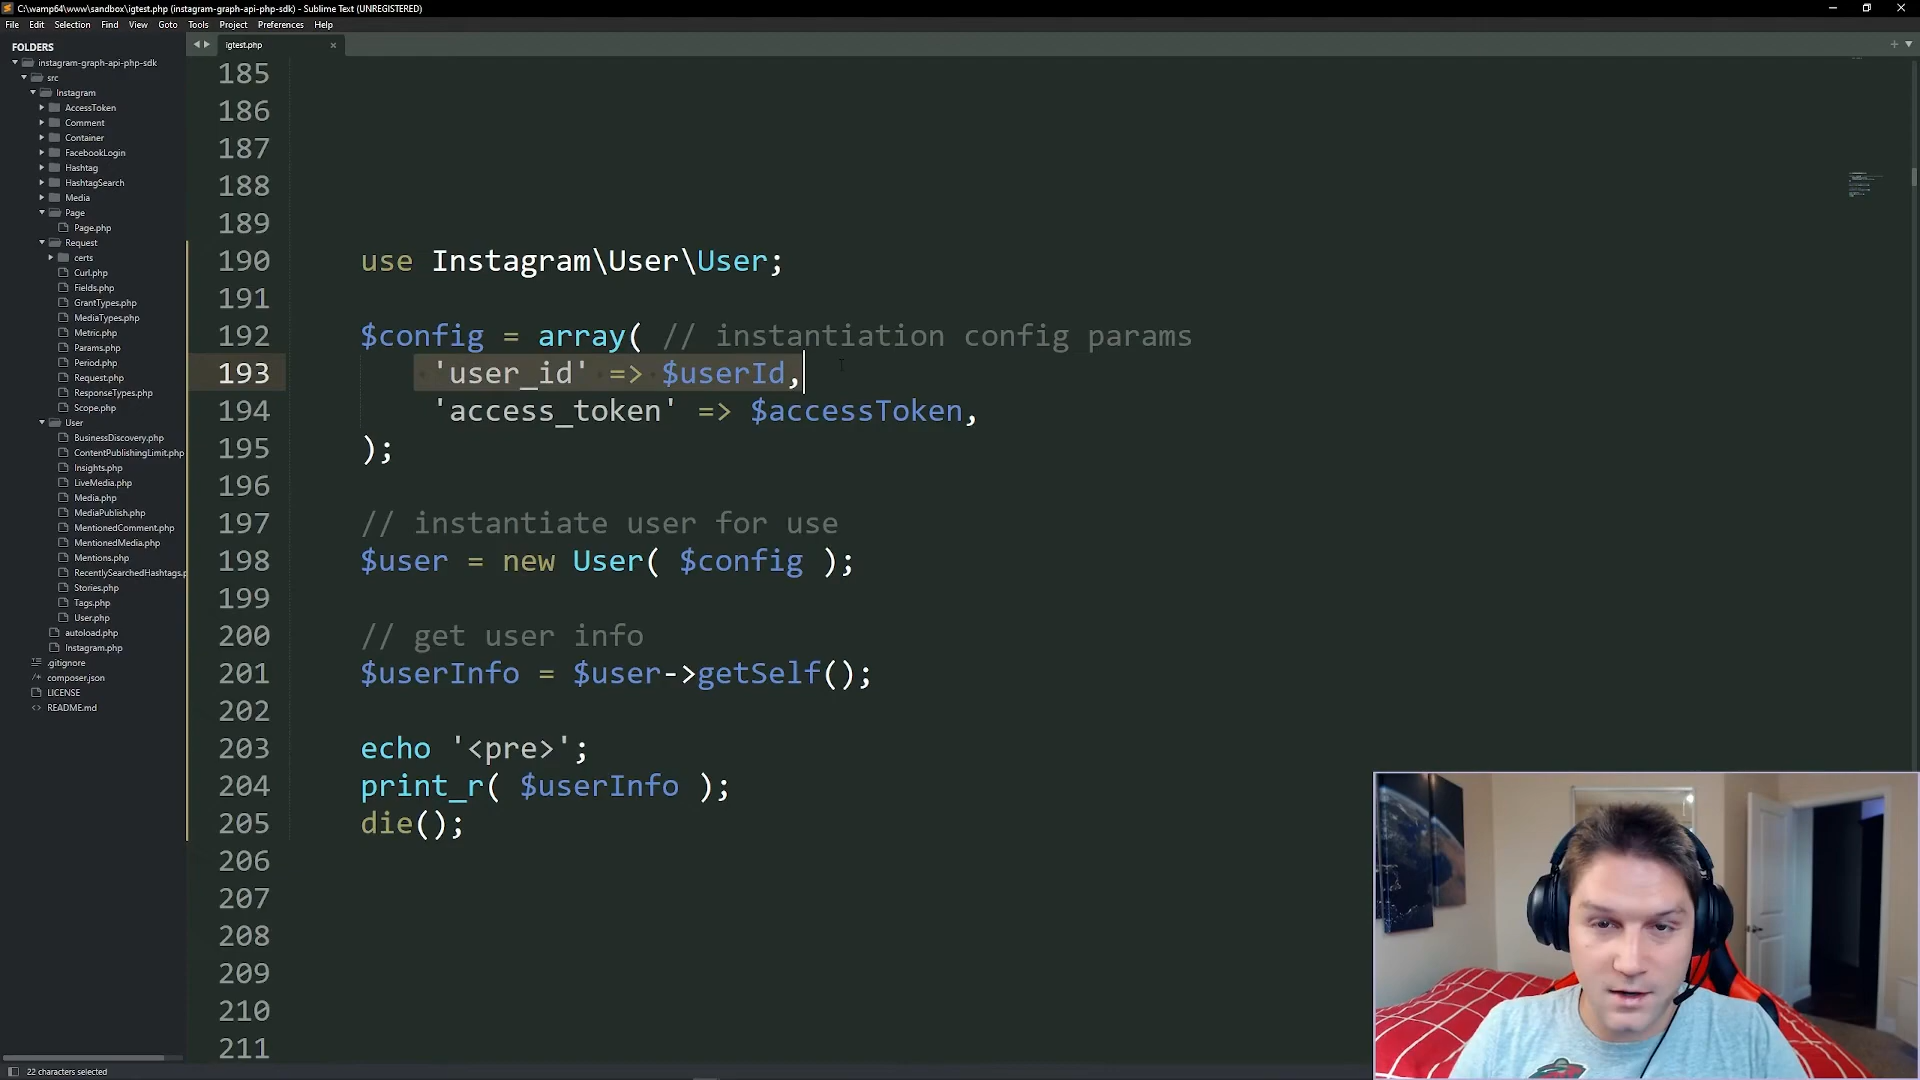 C:\wamp64\www\sandbox\igtest.php (instagram-graph-api-php-sdk) - Sublime Text (UNREGISTERED)
File Edit Selection Find View Goto Tools Project Preferences Help
FOLDERS
instagram-graph-api-php-sdk
src
Instagram
AccessToken
Comment
Container
FacebookLogin
Hashtag
HashtagSearch
Media
Page
Page.php
Request
certs
Curl.php
Fields.php
GrantTypes.php
MediaTypes.php
Metric.php
Params.php
Period.php
Request.php
ResponseTypes.php
Scope.php
User
BusinessDiscovery.php
ContentPublishingLimit.php
Insights.php
LiveMedia.php
Media.php
MediaPublish.php
MentionedComment.php
MentionedMedia.php
Mentions.php
RecentlySearchedHashtags.p
Stories.php
Tags.php
User.php
autoload.php
Instagram.php
.gitignore
composer.json
LICENSE
README.md
igtest.php
185
186
187
188
189
190 use Instagram\User\User;
191
192 $config = array( // instantiation config params
193 'user_id' => $userId,
194 'access_token' => $accessToken,
195 );
196
197 // instantiate user for use
198 $user = new User( $config );
199
200 // get user info
201 $userInfo = $user->getSelf();
202
203 echo '<pre>';
204 print_r( $userInfo );
205 die();
206
207
208
209
210
211
22 characters selected